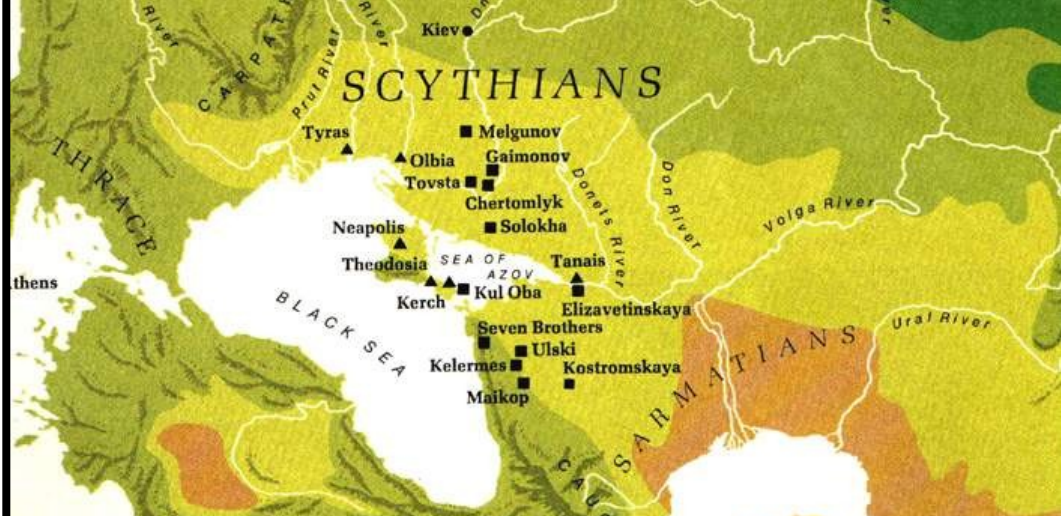 Kiev
River
River
CARPATH
Prut River
SCYTHIANS
Tyras
Melgunov
Olbia
Gaimonov
Tovsta
Chertomlyk
THRACE
Donets River
Don River
Volga River
Neapolis
Solokha
Theodosia
SEA OF
AZOV
Tanais
thens
Kerch
Kul Oba
Elizavetinskaya
BLACK SEA
Seven Brothers
Ulski
Kelermes
Kostromskaya
Maikop
SARMATIANS
Ural River
CAUC